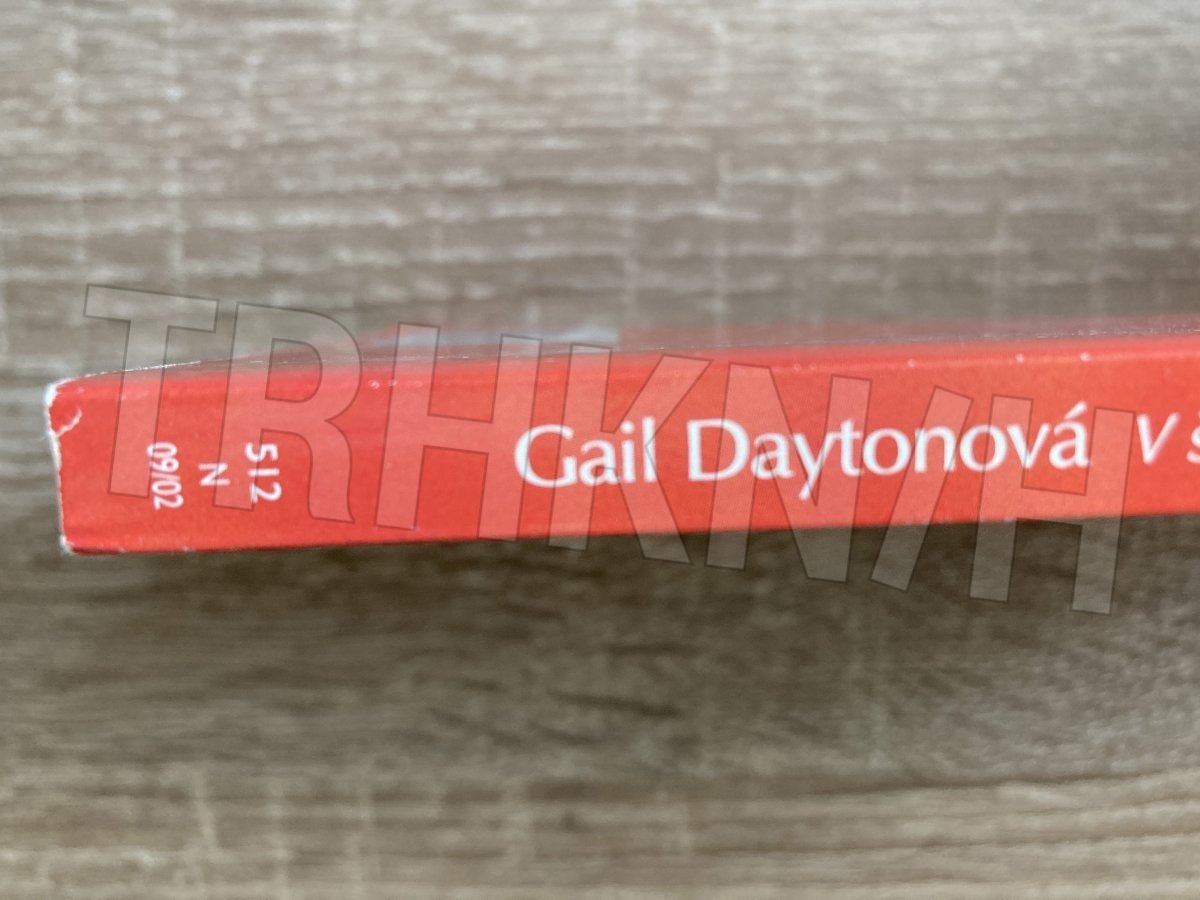 512
N
09/02
Gail Daytonová V s
TRHKNIH